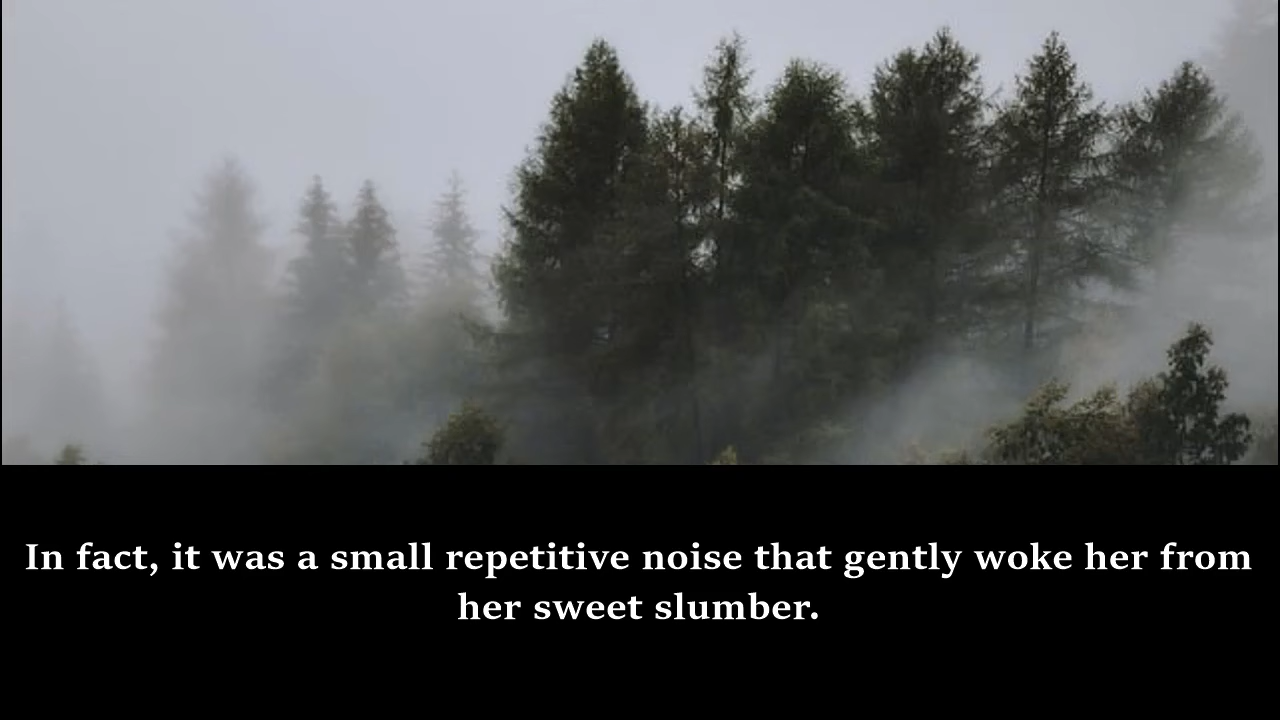 In fact, it was a small repetitive noise that gently woke her from
her sweet slumber.